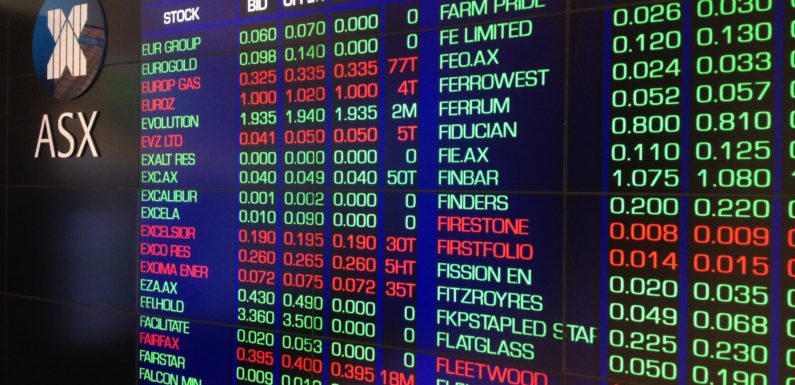 ASX
STOCK BID
EUR GROUP 0.060 0.070 0.000 0
EUROGOLD 0.098 0.140 0.000 0
EUROP GAS 0.325 0.335 0.335 77T
EUROZ 1.000 1.020 1.000 4T
EVOLUTION 1.935 1.940 1.935 2M
EVZ LTD 0.041 0.050 0.050 5T
EXALT RES 0.000 0.000 0.000 0
EXC.AX 0.040 0.049 0.040 50T
EXCALIBUR 0.001 0.002 0.000 0
EXCELA 0.010 0.090 0.000 0
EXCELSIOR 0.190 0.195 0.190 30T
EXCO RES 0.260 0.265 0.260 5HT
EXOMA ENER 0.072 0.075 0.072 35T
EZA.AX 0.430 0.490 0.000 0
3.360 3.500 0.000 0
FACILITATE 0.020 0.053 0.000 0
FAIRFAX 0.395 0.400 0.395 18M
FAIRSTAR 0.009 0.010 0.000 0
FALCON MIN
FARM PRIDE
FE LIMITED 0.026 0.030
FEO.AX 0.120 0.130
FERROWEST 0.024 0.033
FERRUM 0.052 0.057
FIDUCIAN 0.800 0.810
FIE.AX 0.110 0.125
FINBAR 1.075 1.080
FINDERS 0.200 0.220
FIRESTONE 0.008 0.009
FIRSTFOLIO 0.014 0.015
FISSION EN 0.020 0.035
FITZROYRES 0.049 0.068
FKPSTAPLED
FLATGLASS 0.225 0.230
FLEETWOOD 0.050 0.190